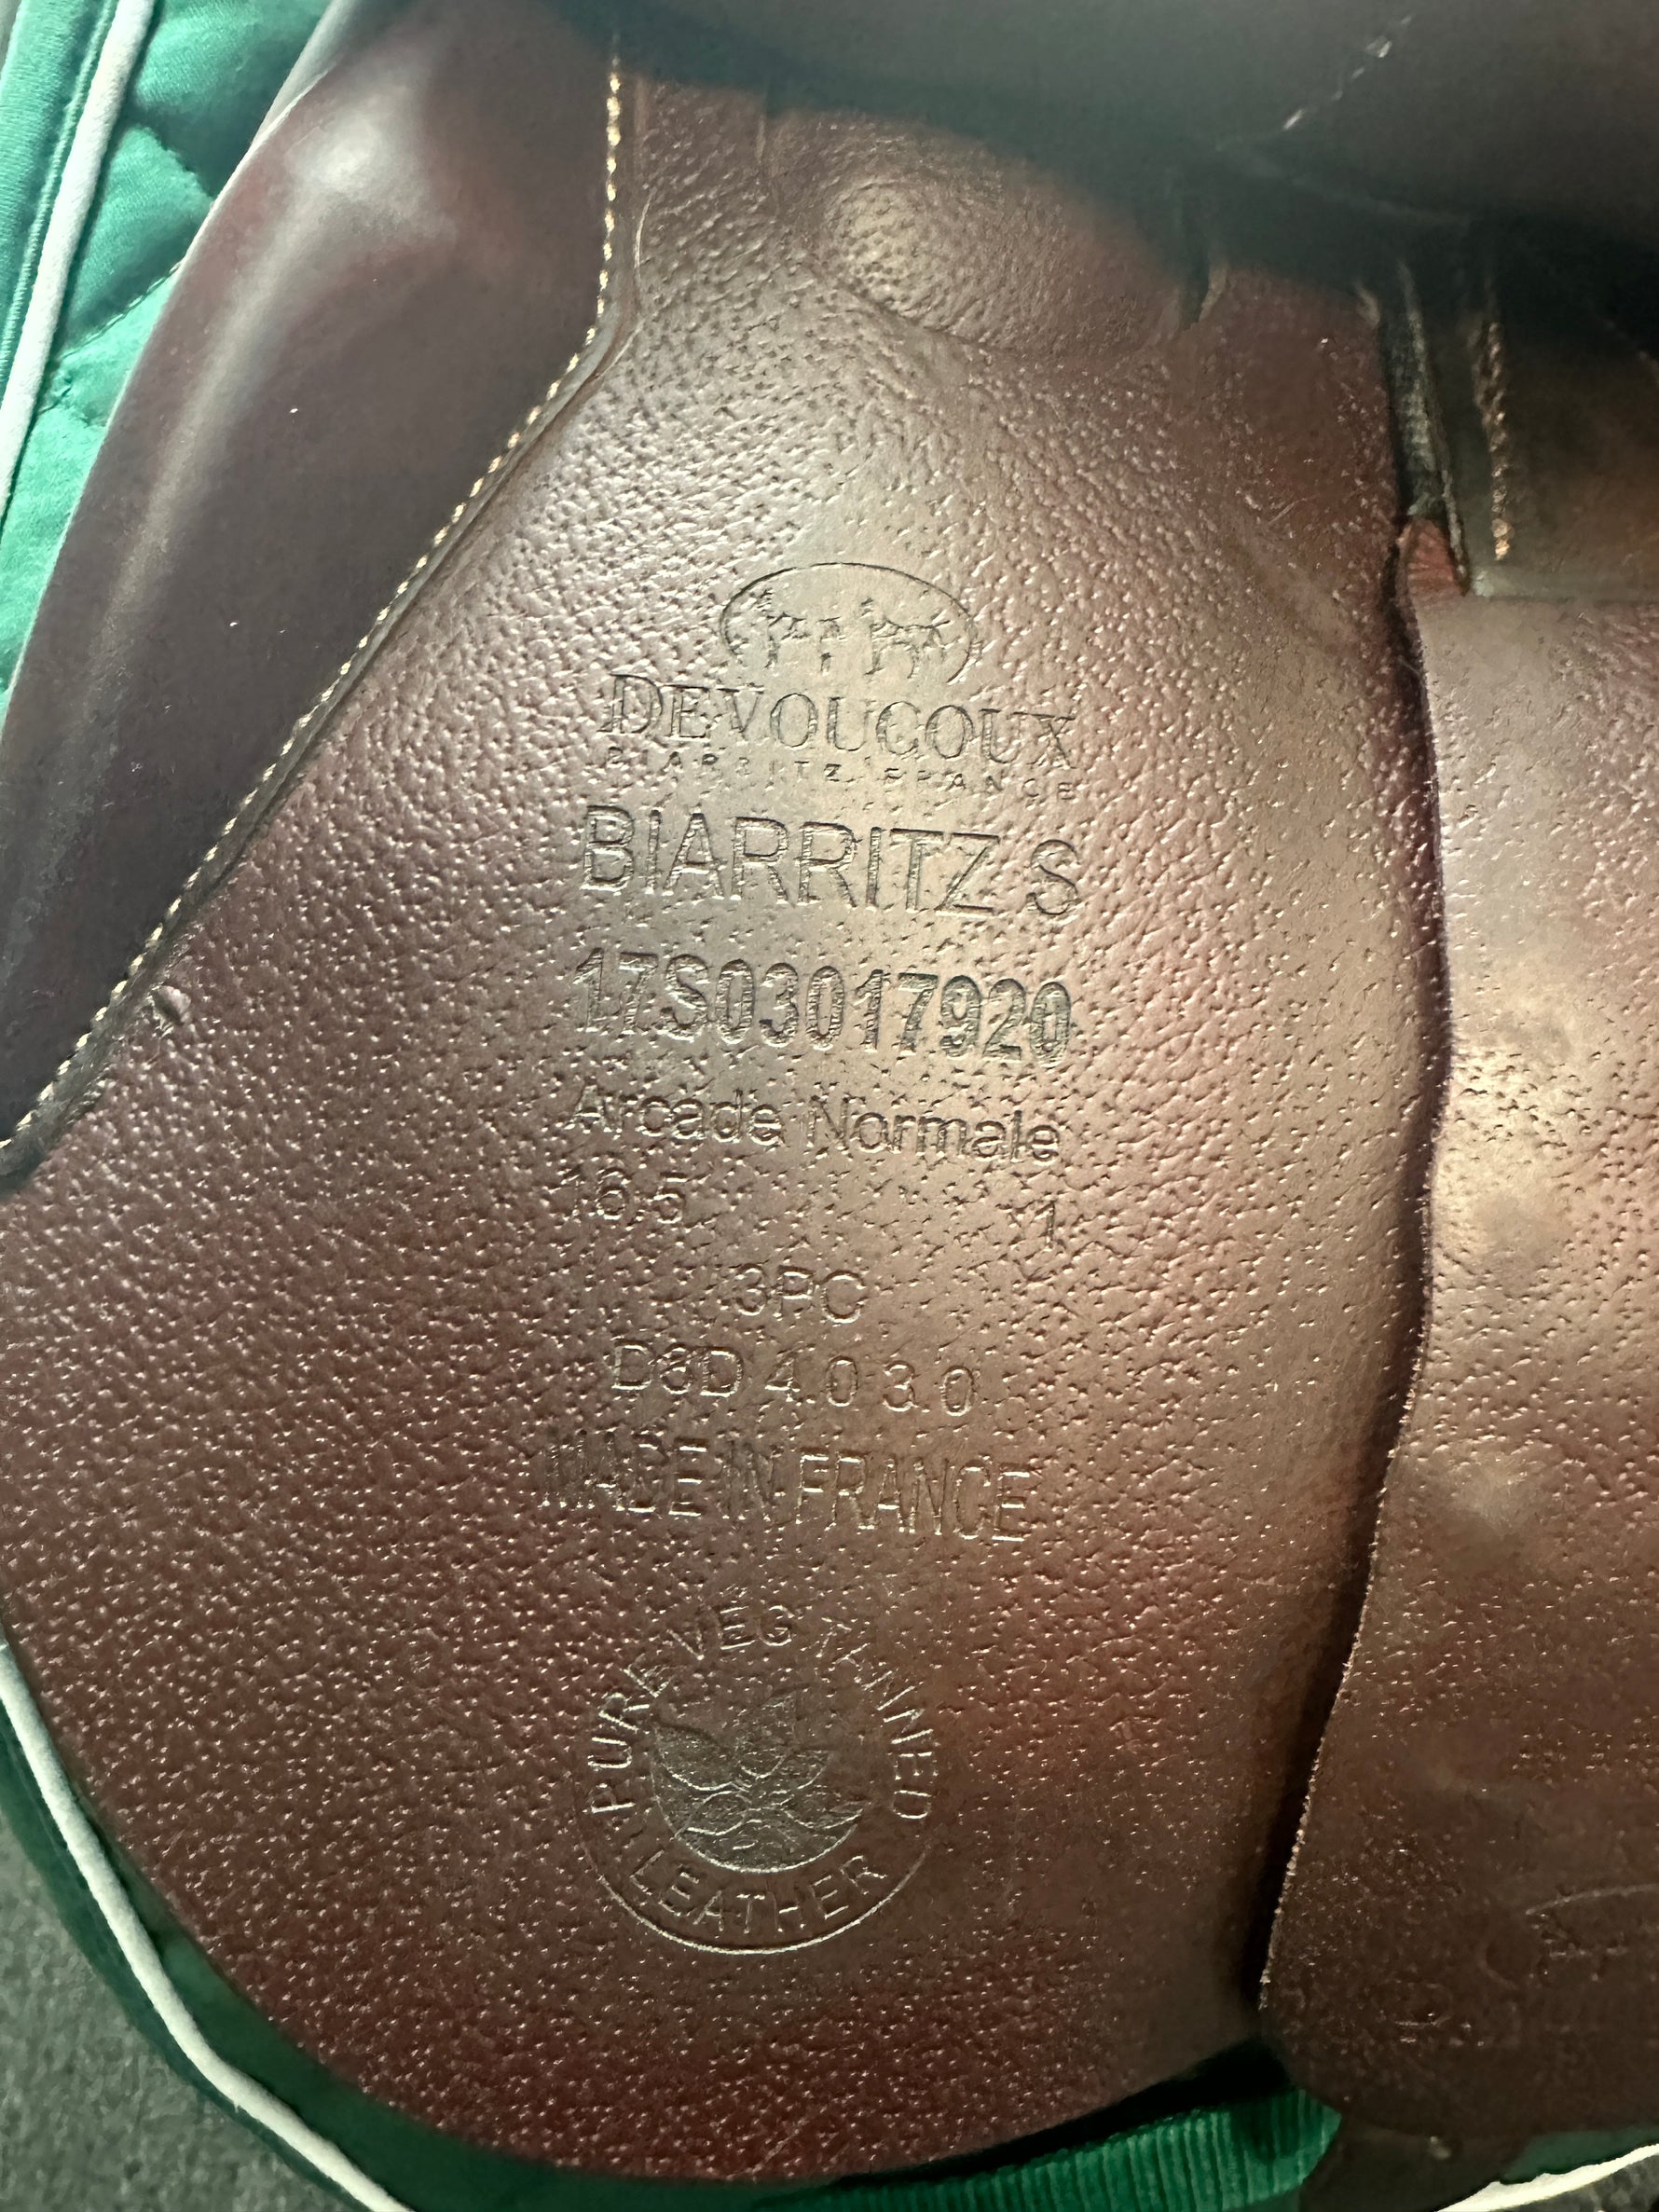 DEVOUCOUX
BIARRITZ FRANCE
BIARRITZ S
17S03017920
Arcade Normale
16.5 1
3PC
D3D 4.0 3.0
MADE IN FRANCE
PURE VEG TANNED
LEATHER